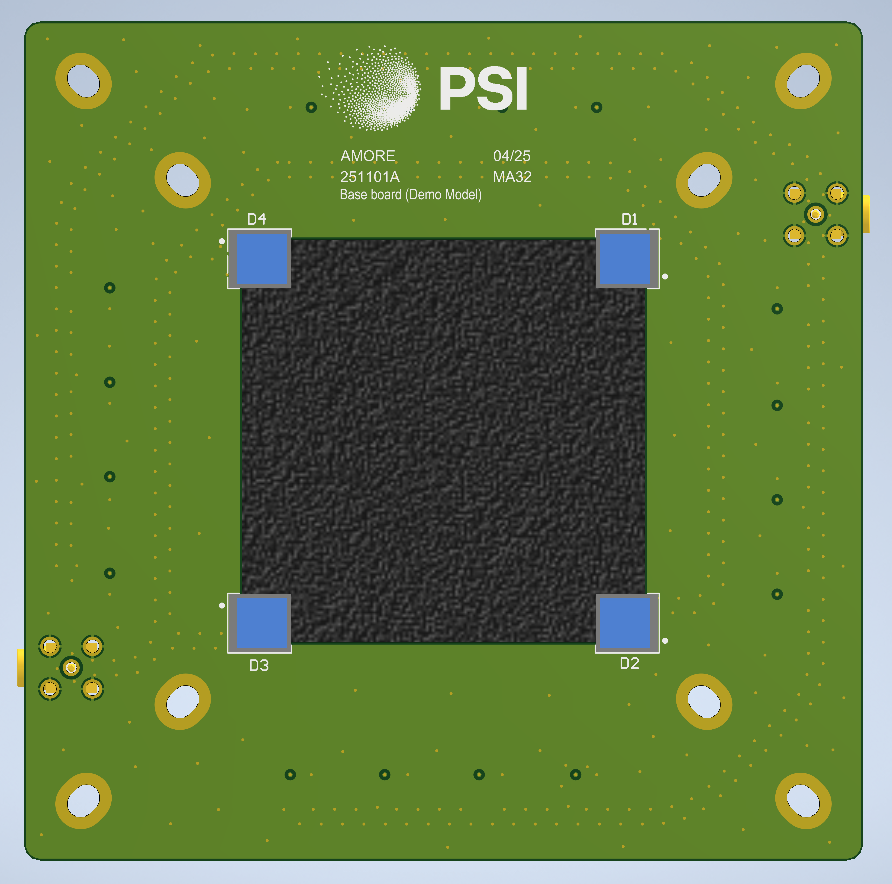 PSI
AMORE 04/25
251101A MA32
Base board (Demo Model)
D4 D1
D3 D2